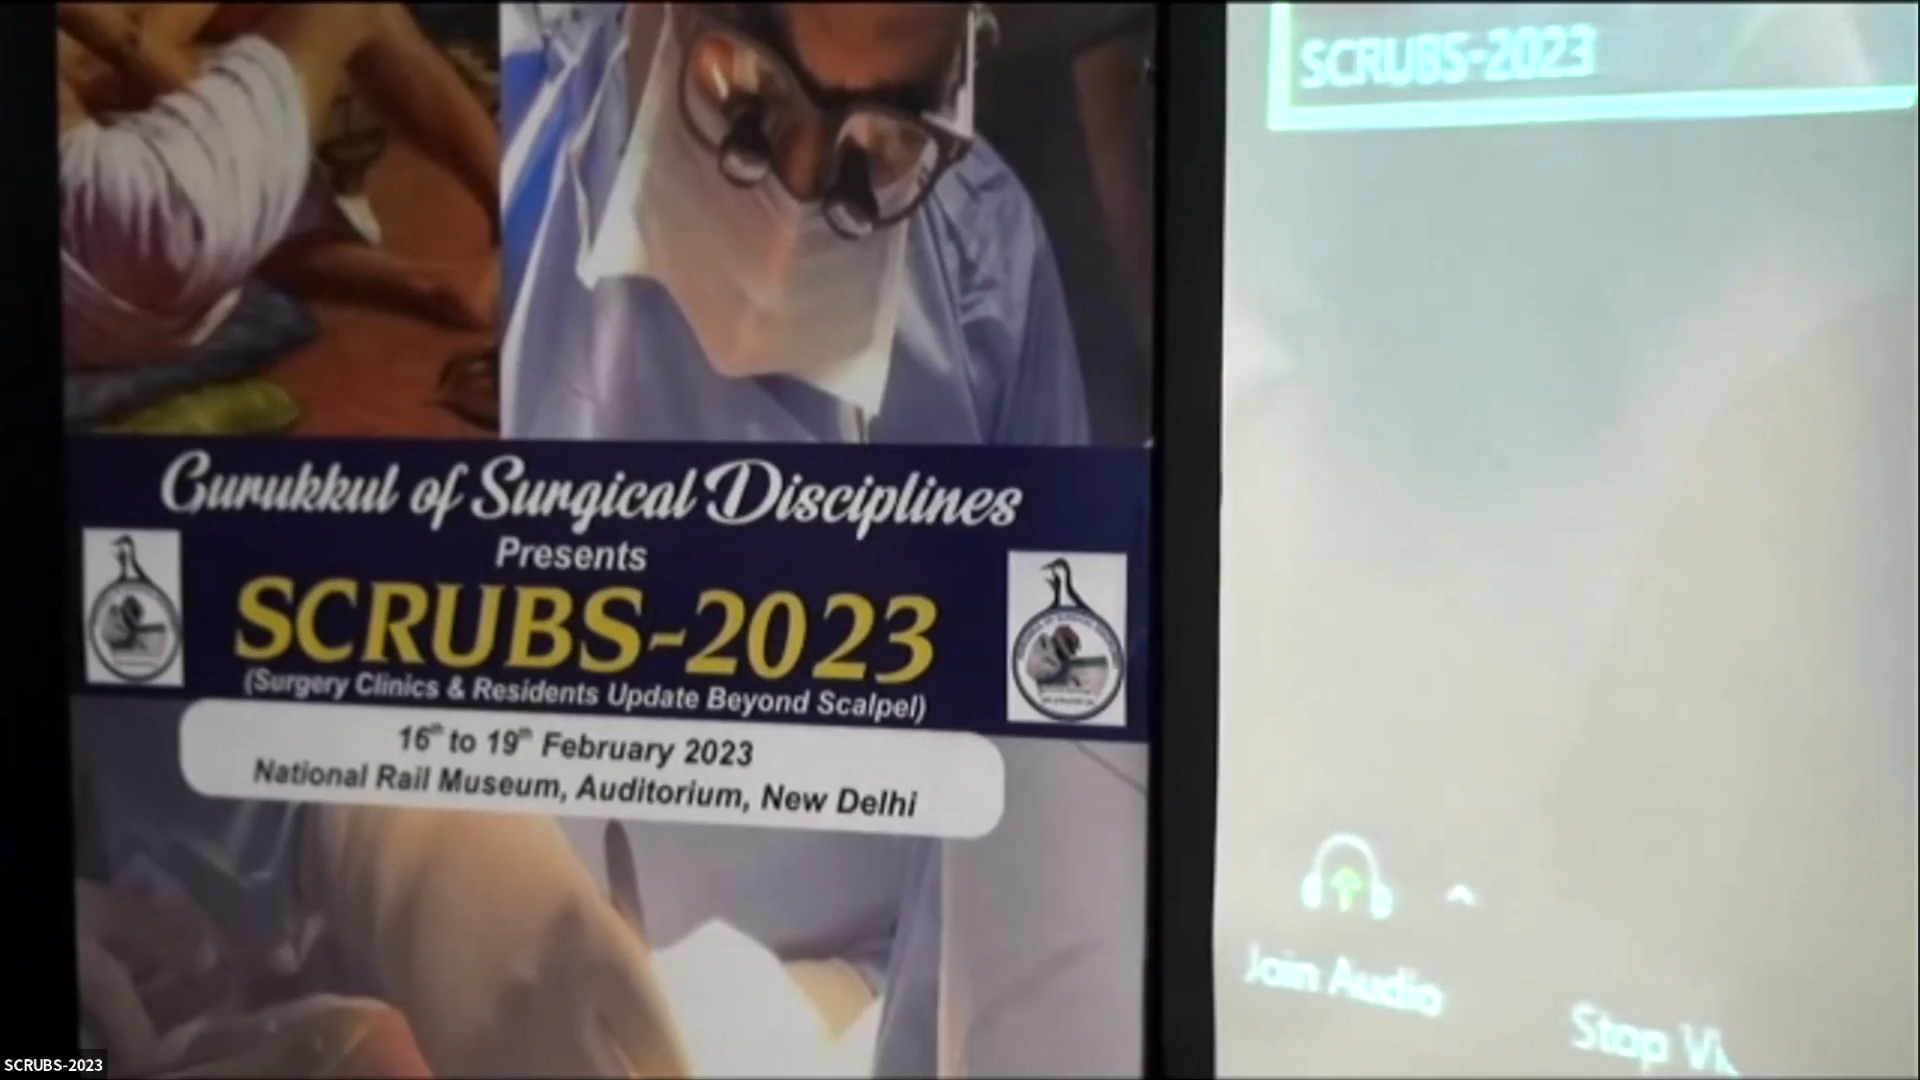 SCRUBS-2023
Gurukkul of Surgical Disciplines
Presents
SCRUBS-2023
(Surgery Clinics & Residents Update Beyond Scalpel)
16th to 19th February 2023
National Rail Museum, Auditorium, New Delhi
Join Audio
Stop
SCRUBS-2023